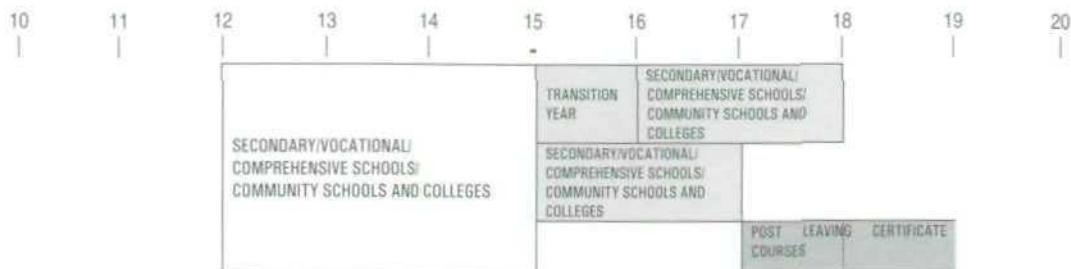 10 11 12 13 14 15 16 17 18 19 20
TRANSITION
YEAR
SECONDARY/VOCATIONAL/
COMPREHENSIVE SCHOOLS/
COMMUNITY SCHOOLS AND
COLLEGES
SECONDARY/VOCATIONAL/
COMPREHENSIVE SCHOOLS/
COMMUNITY SCHOOLS AND COLLEGES
SECONDARY/VOCATIONAL/
COMPREHENSIVE SCHOOLS/
COMMUNITY SCHOOLS AND
COLLEGES
POST LEAVING CERTIFICATE
COURSES